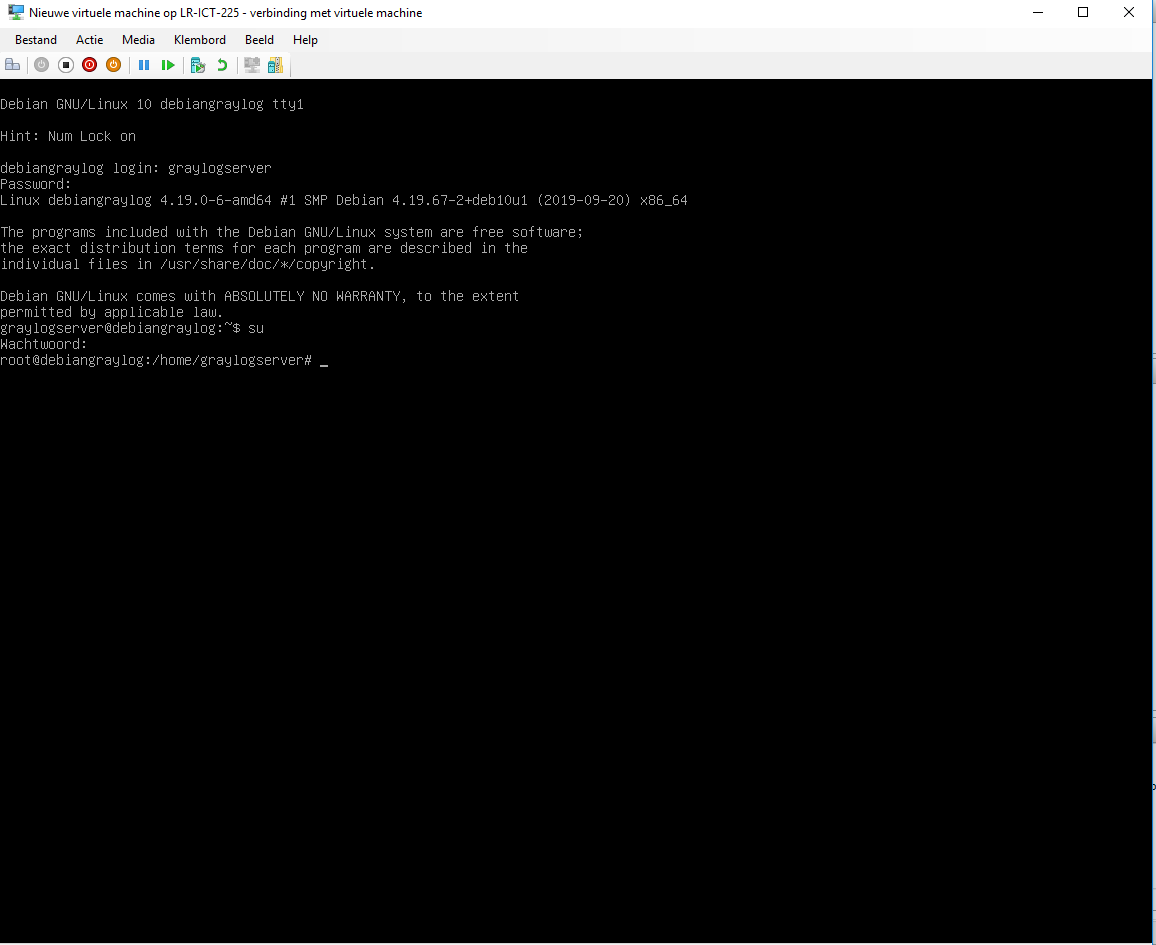 Nieuwe virtuele machine op LR-ICT-225 - verbinding met virtuele machine
Bestand Actie Media Klembord Beeld Help
Debian GNU/Linux 10 debiangraylog tty1
Hint: Num Lock on
debiangraylog login: graylogserver
Password:
Linux debiangraylog 4.19.0-6-amd64 #1 SMP Debian 4.19.67-2+deb10u1 (2019-09-20) x86_64
The programs included with the Debian GNU/Linux system are free software;
the exact distribution terms for each program are described in the
individual files in /usr/share/doc/*/copyright.
Debian GNU/Linux comes with ABSOLUTELY NO WARRANTY, to the extent
permitted by applicable law.
graylogserver@debiangraylog:~$ su
Wachtwoord:
root@debiangraylog:/home/graylogserver# _